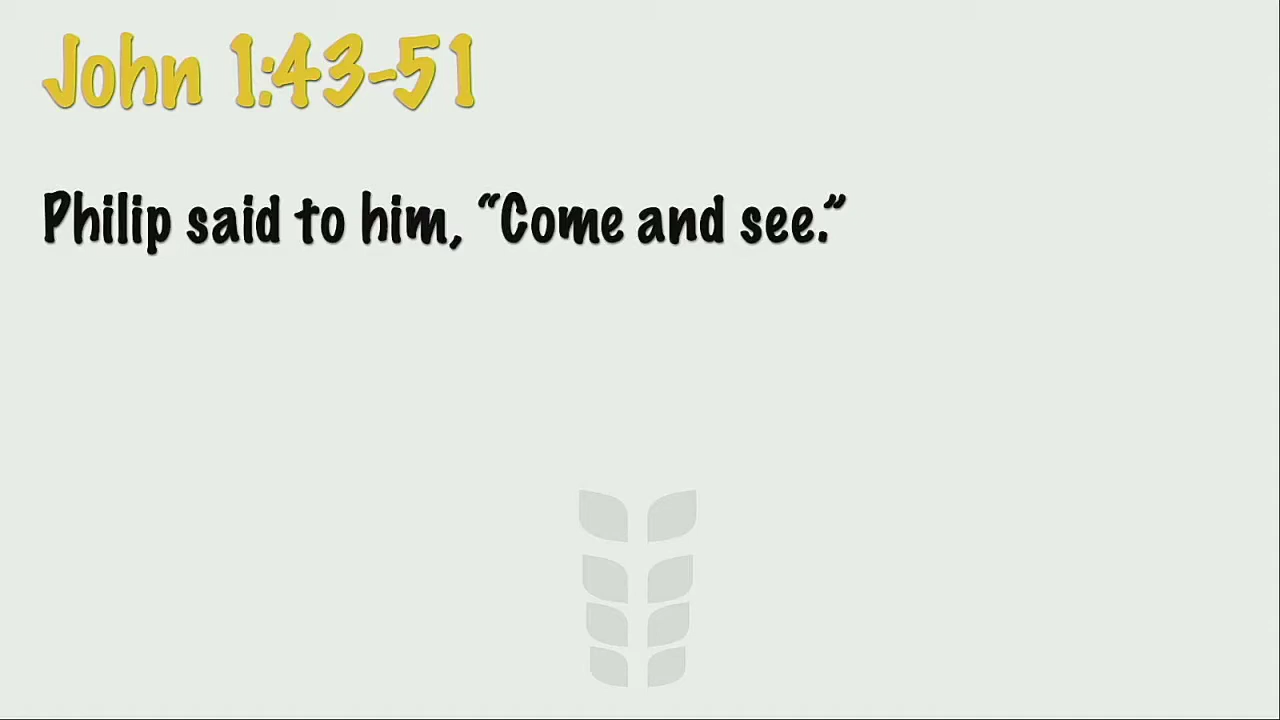 John 1:43-51
Philip said to him, “Come and see.”